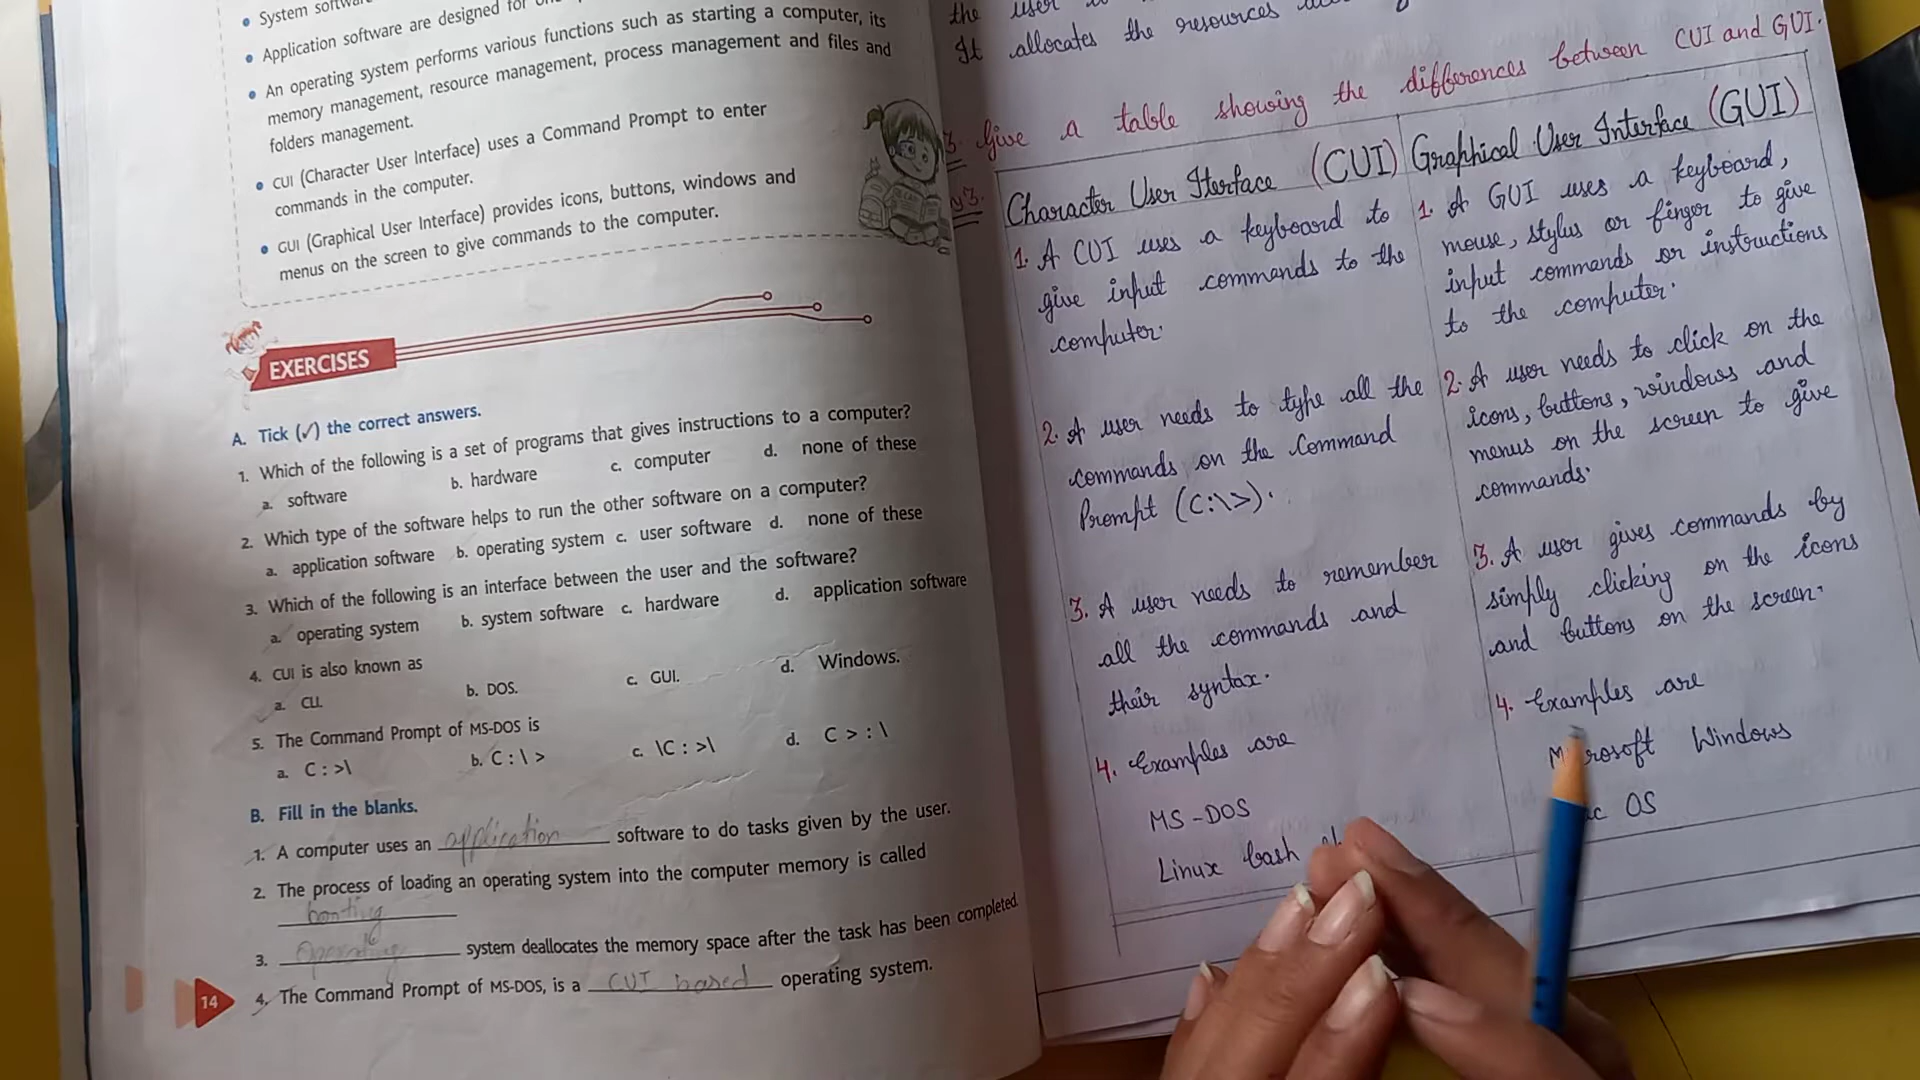 • System
• Application software are designed for
• An operating system performs various functions such as starting a computer, its
memory management, resource management, process management and files and
folders management.
• CUI (Character User Interface) uses a Command Prompt to enter
commands in the computer.
• GUI (Graphical User Interface) provides icons, buttons, windows and
menus on the screen to give commands to the computer.
EXERCISES
A. Tick (✓) the correct answers.
1. Which of the following is a set of programs that gives instructions to a computer?
a. software b. hardware c. computer d. none of these
2. Which type of the software helps to run the other software on a computer?
a. application software b. operating system c. user software d. none of these
3. Which of the following is an interface between the user and the software?
a. operating system b. system software c. hardware d. application software
4. CUI is also known as
a. CLI. b. DOS. c. GUI. d. Windows.
5. The Command Prompt of MS-DOS is
a. C : >\ b. C : \ > c. \C : >\ d. C > : \
B. Fill in the blanks.
1. A computer uses an application software to do tasks given by the user.
2. The process of loading an operating system into the computer memory is called
booting
3. Operating system deallocates the memory space after the task has been completed
4. The Command Prompt of MS-DOS, is a CUI based operating system.
14
the user
It allocates the resources
3. Give a table showing the differences between CUI and GUI.
Character User Iterface (CUI)
1. A CUI uses a keyboard to
give input commands to the
computer.
2. A user needs to type all the
commands on the Command
Prompt (C:\>).
3. A user needs to remember
all the commands and
their syntax.
4. Examples are
MS-DOS
Linux bash
Graphical User Interface (GUI)
1. A GUI uses a keyboard,
mouse, stylus or finger to give
input commands or instructions
to the computer.
2. A user needs to click on the
icons, buttons, windows and
menus on the screen to give
commands.
3. A user gives commands by
simply clicking on the icons
and buttons on the screen.
4. Examples are
Microsoft Windows
OS